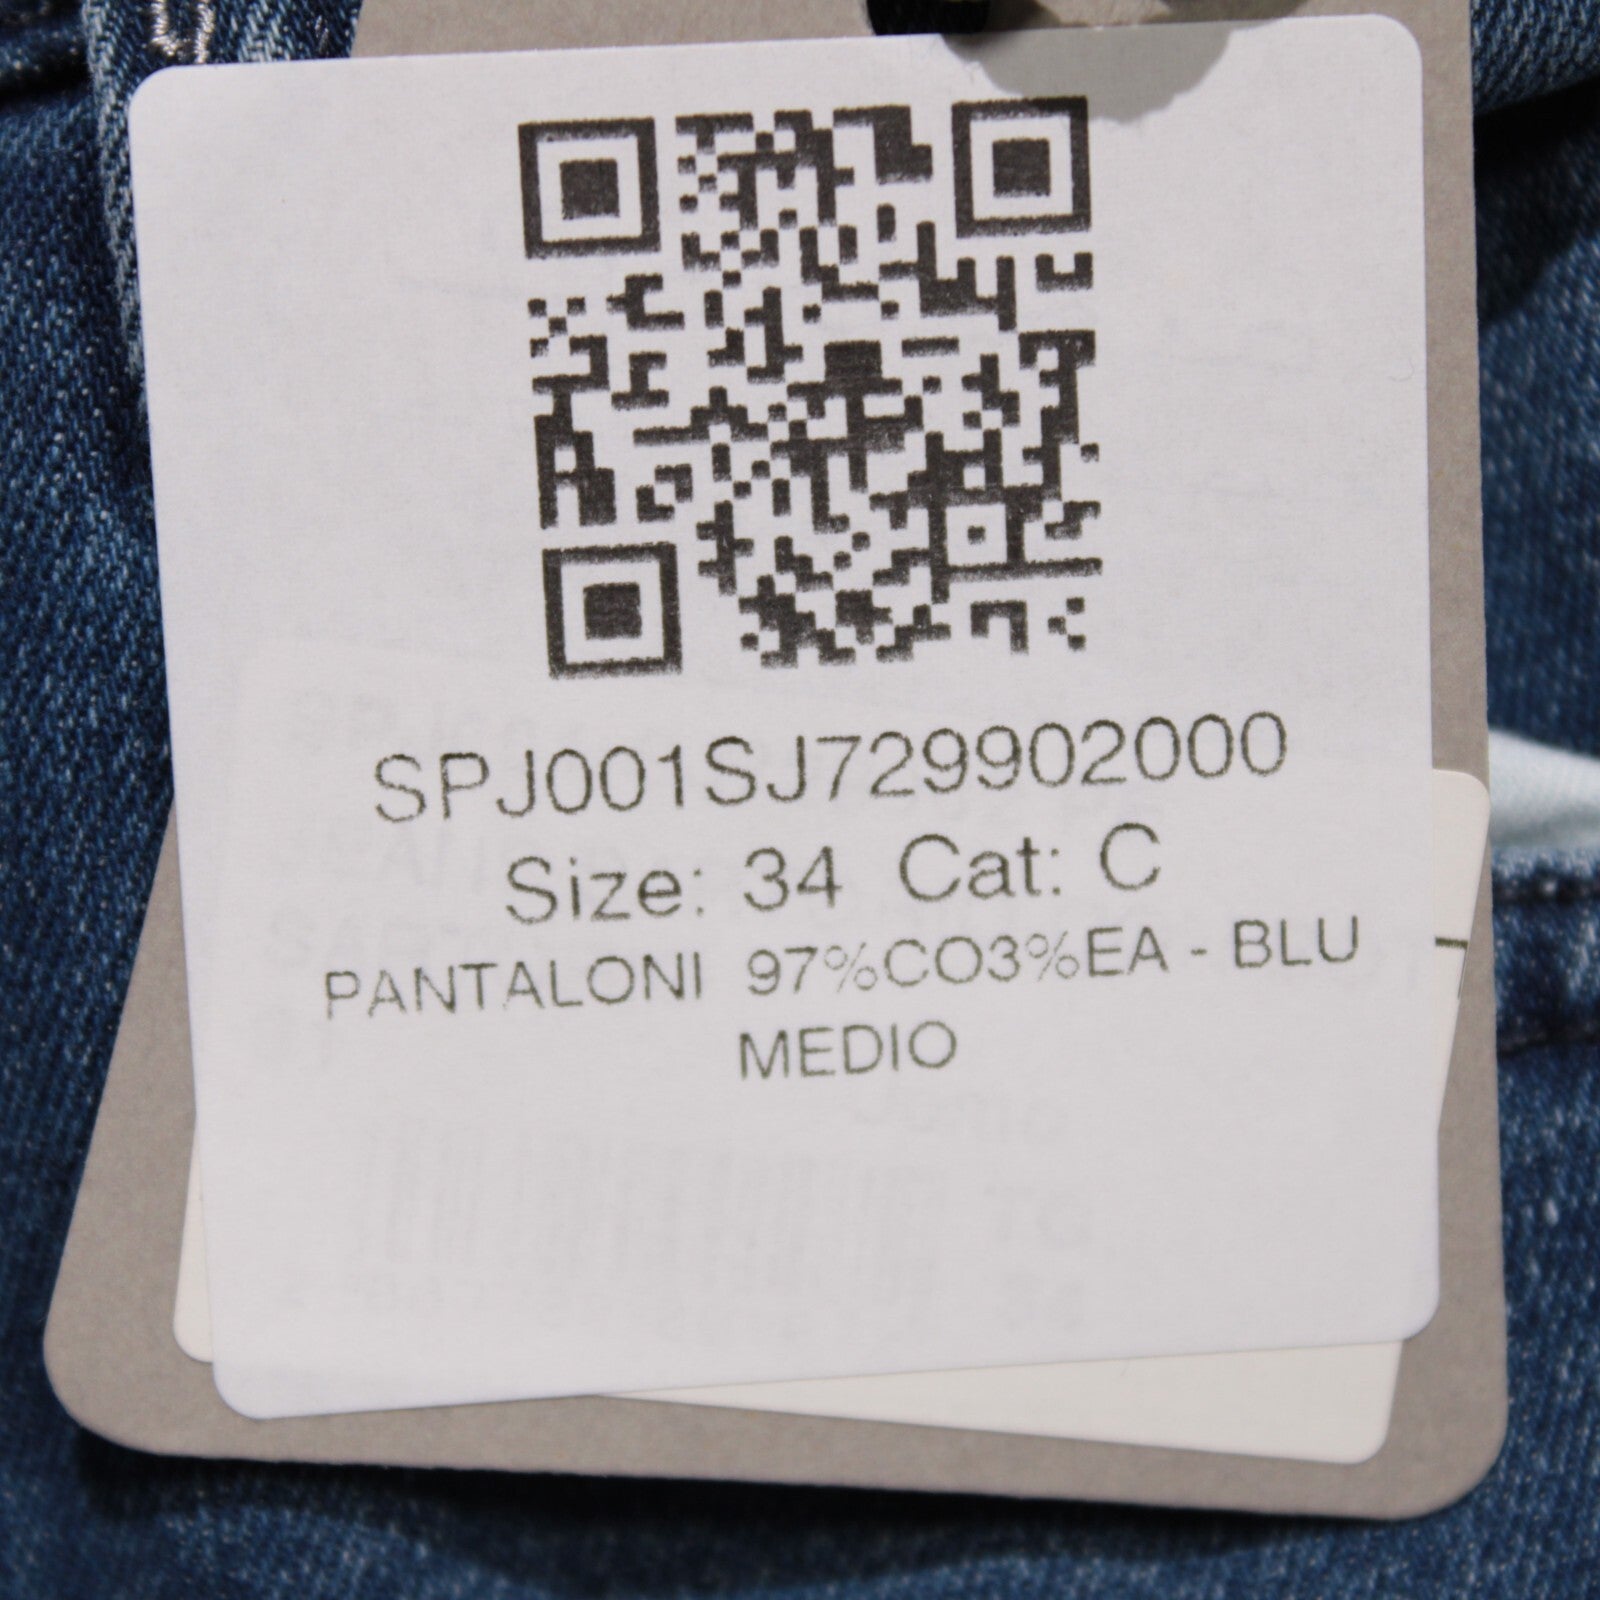 SPJ001SJ729902000
Size: 34 Cat: C
PANTALONI 97%CO3%EA - BLU
MEDIO